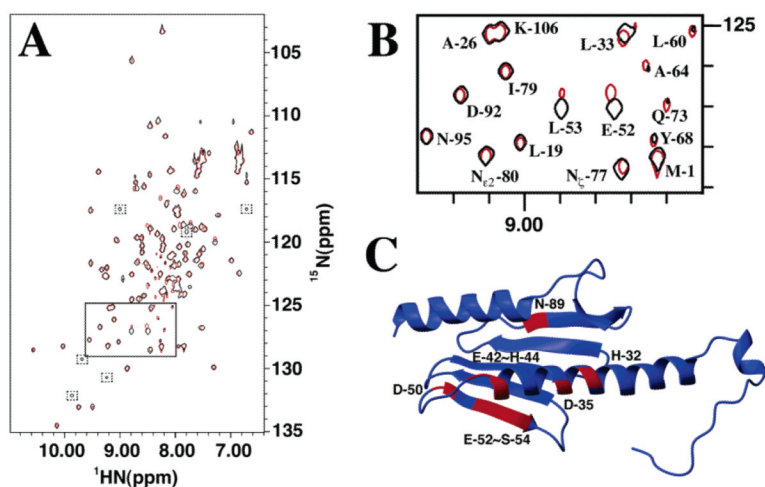 A
105
110
115
120
125
130
135
15N(ppm)
10.00 9.00 8.00 7.00
1HN(ppm)
B
125
A-26
K-106
L-33
L-60
A-64
I-79
D-92
Q-73
L-53
E-52
N-95
L-19
Y-68
Nε2-80
Nζ-77
M-1
9.00
C
N-89
E-42~H-44
H-32
D-50
D-35
E-52~S-54